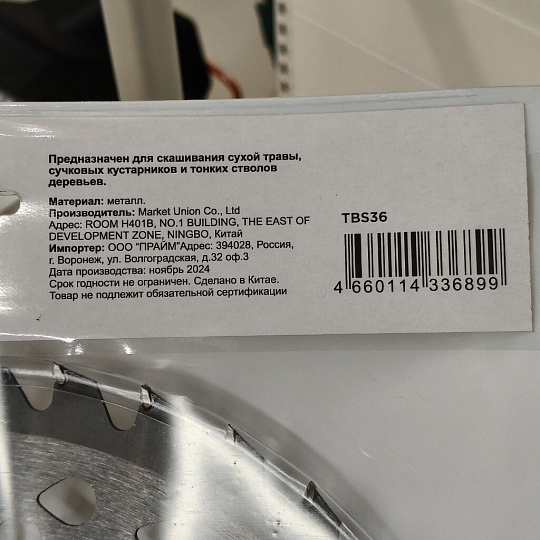 Предназначен для скашивания сухой травы,
сучковых кустарников и тонких стволов
деревьев.
Материал: металл.
Производитель: Market Union Co., Ltd
Адрес: ROOM H401B, NO.1 BUILDING, THE EAST OF
DEVELOPMENT ZONE, NINGBO, Китай
Импортер: ООО "ПРАЙМ"Адрес: 394028, Россия,
г. Воронеж, ул. Волгоградская, д.32 оф.3
Дата производства: ноябрь 2024
Срок годности не ограничен. Сделано в Китае.
Товар не подлежит обязательной сертификации
TBS36
4 660114 336899